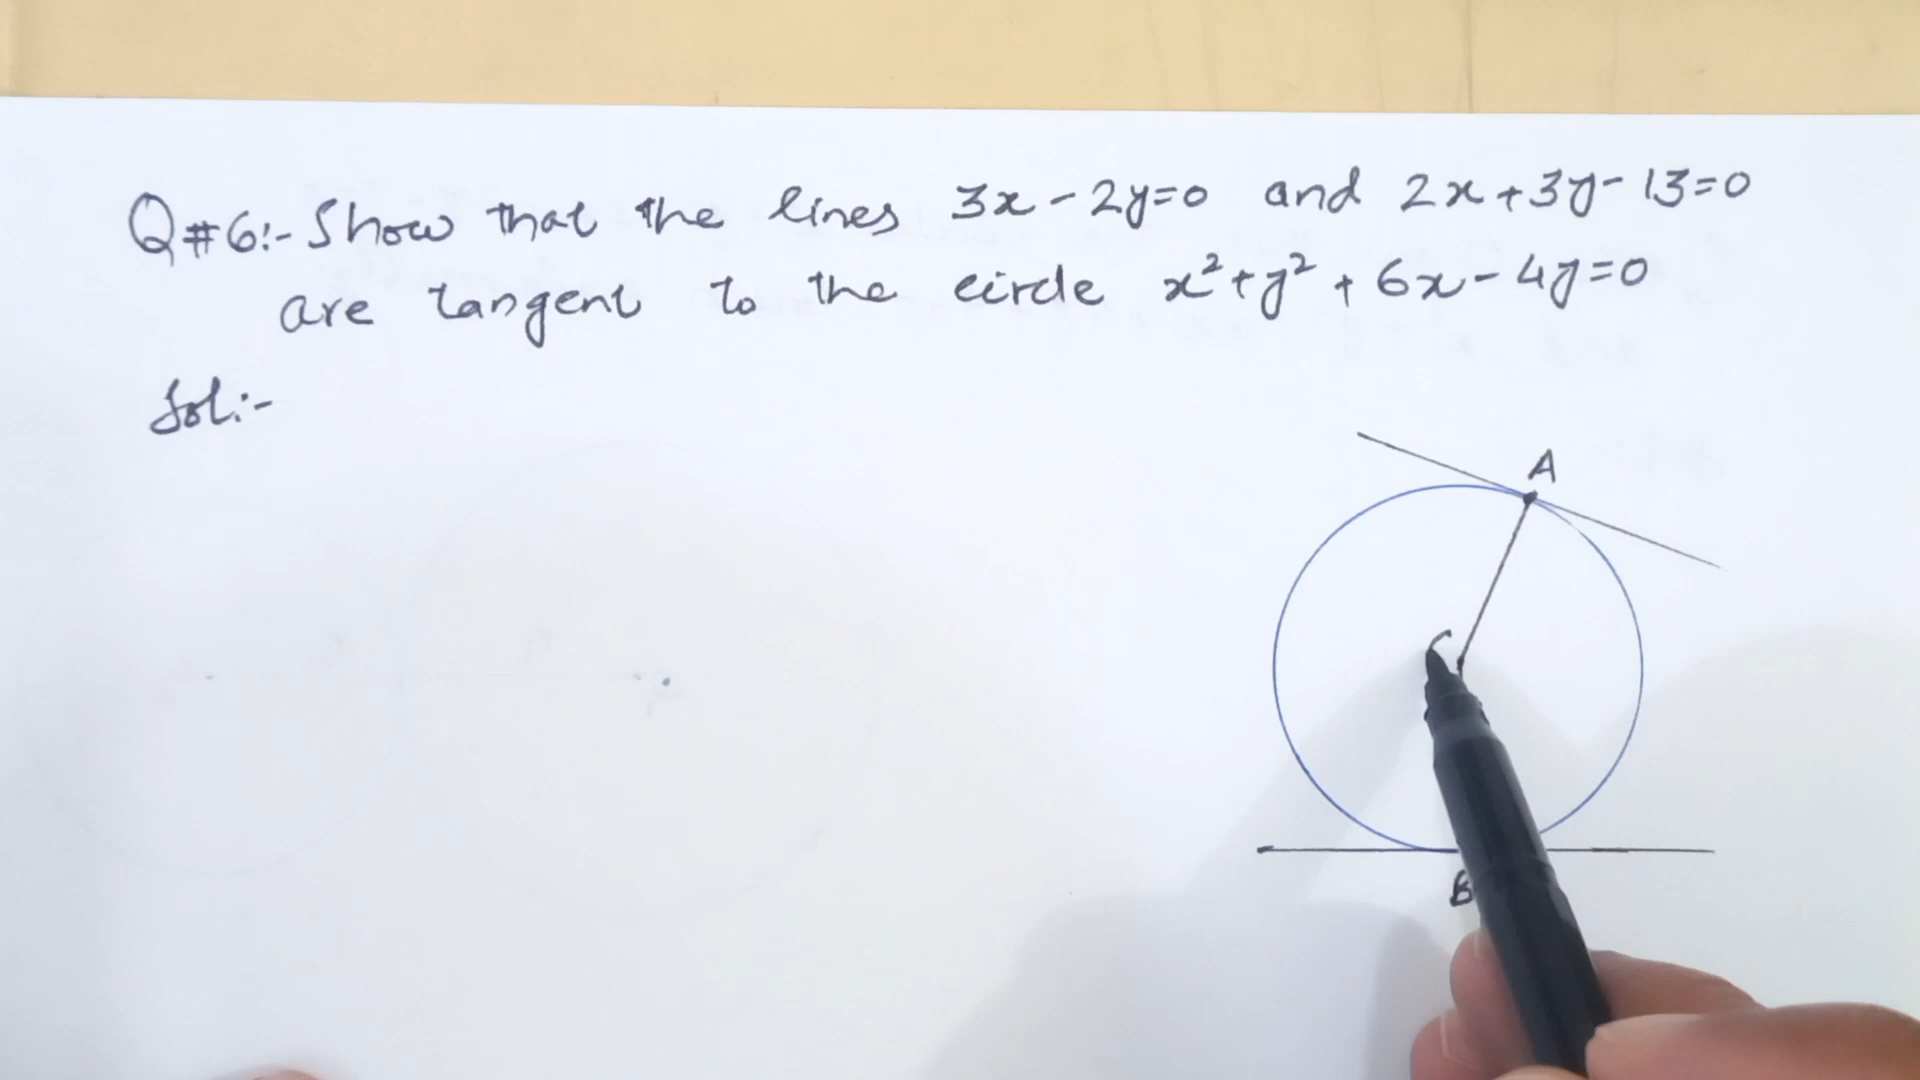 Q#6:- Show that the lines 3x-2y=0 and 2x+3y-13=0
are tangent to the circle x²+y²+6x-4y=0
Sol:-
A
C
B